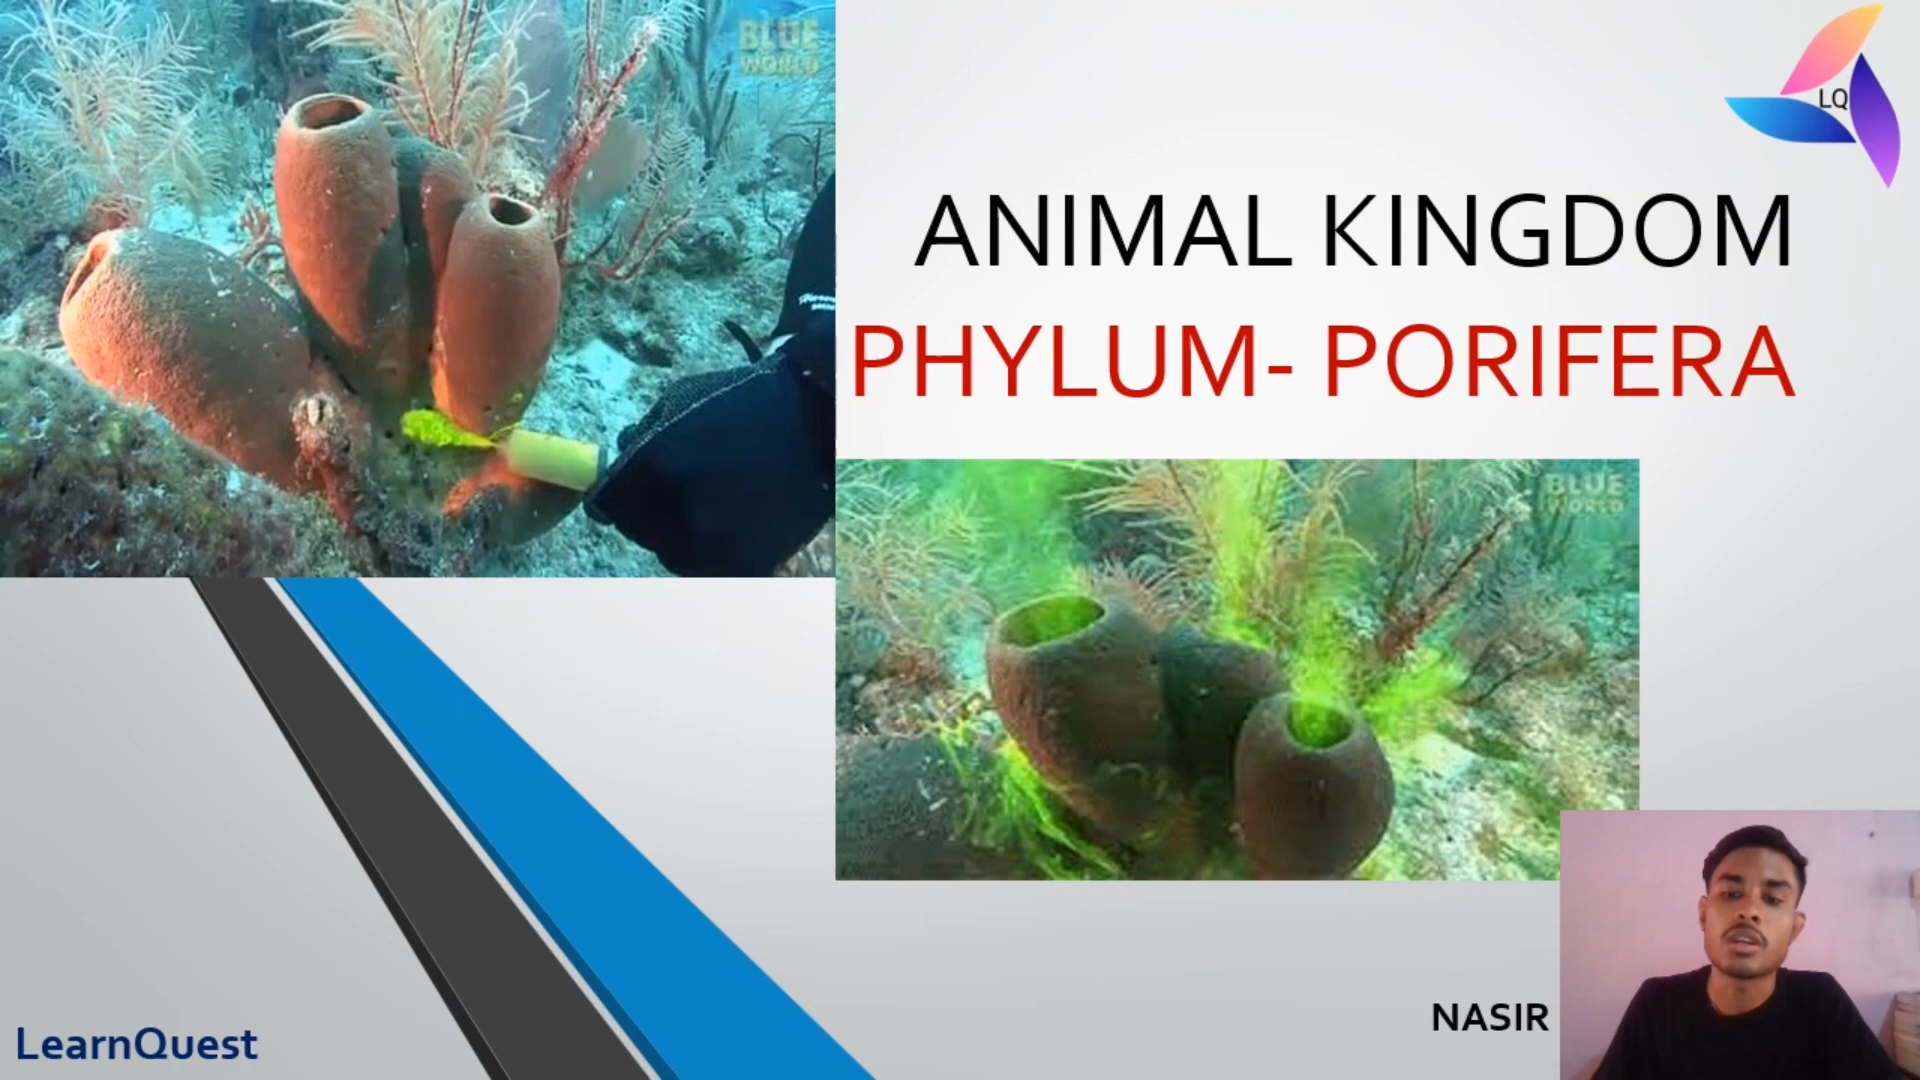 BLUE
WORLD
LQ
ANIMAL KINGDOM
PHYLUM- PORIFERA
BLUE
WORLD
NASIR
LearnQuest